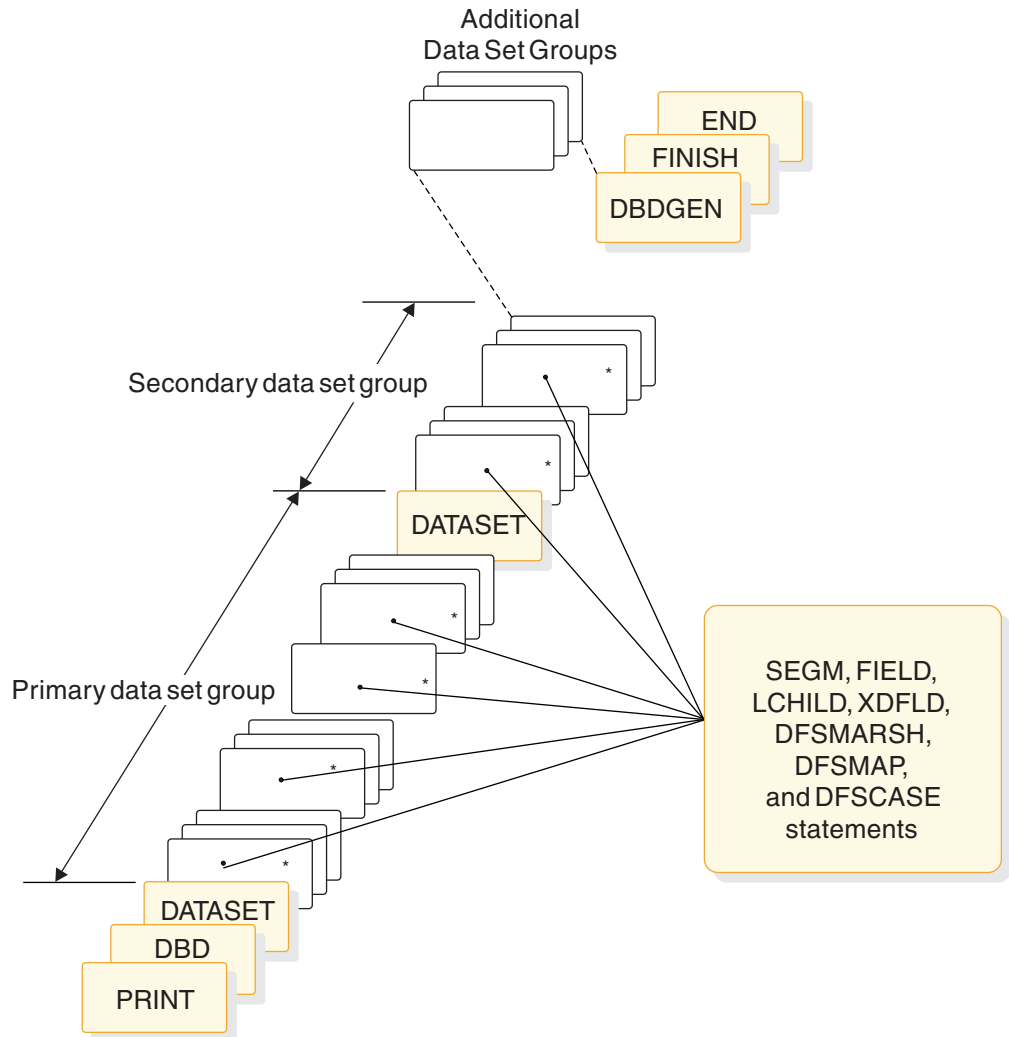 Additional
Data Set Groups
END
FINISH
DBDGEN
*
Secondary data set group
*
DATASET
*
*
Primary data set group
SEGM, FIELD,
LCHILD, XDFLD,
DFSMARSH,
DFSMAP,
and DFSCASE
statements
*
*
DATASET
DBD
PRINT